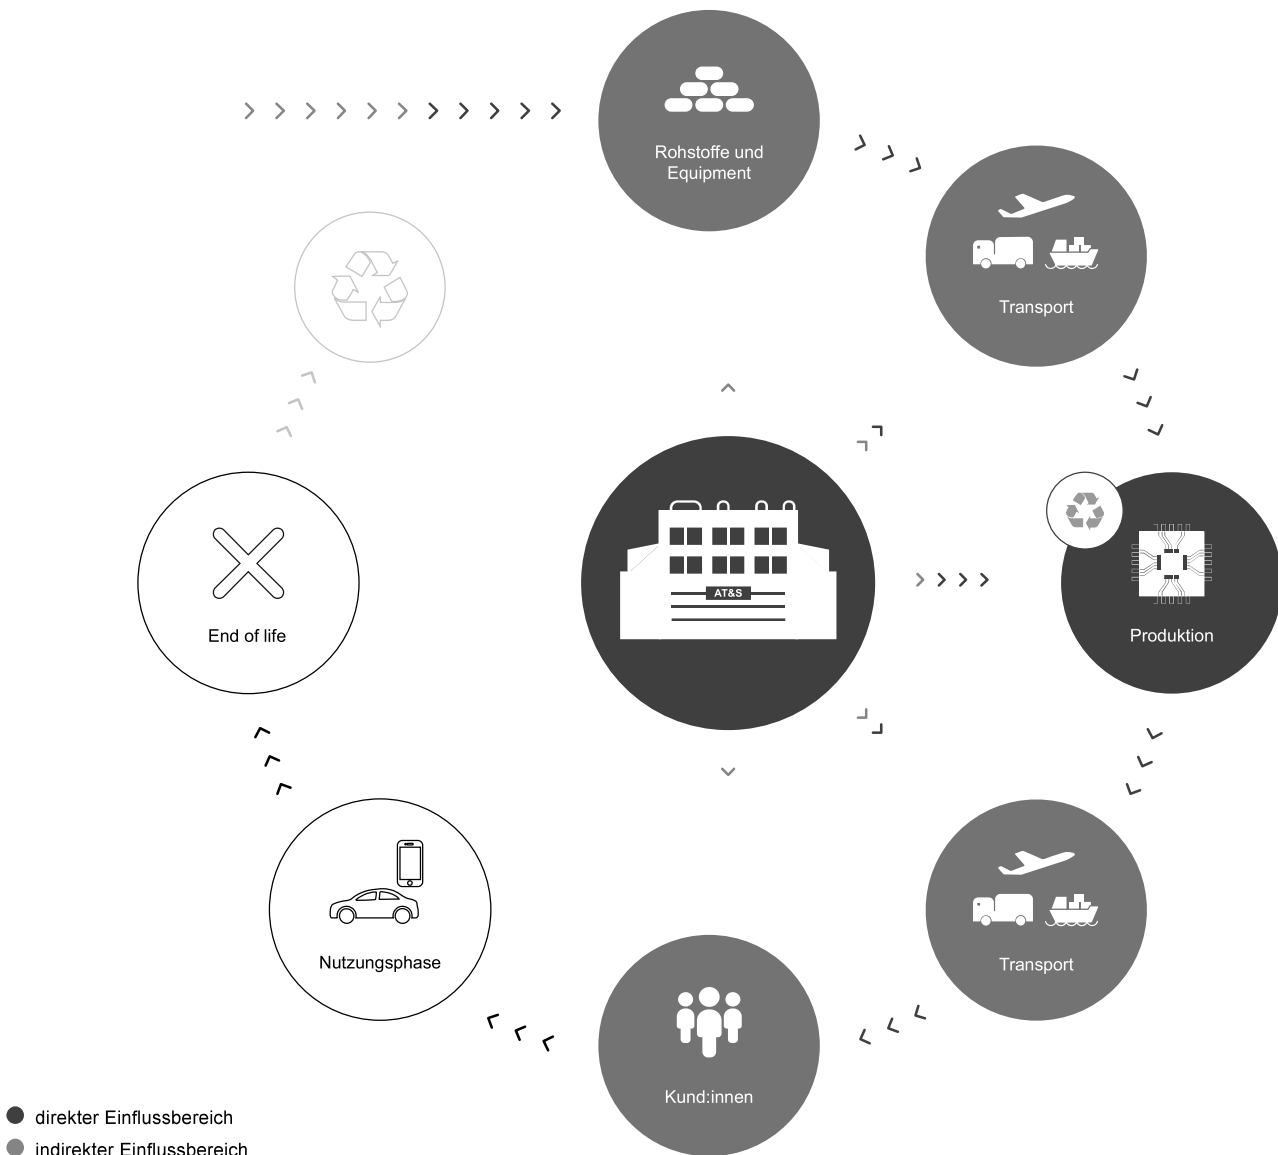 Rohstoffe und
Equipment
Transport
AT&S
Produktion
End of life
Transport
Nutzungsphase
Kund:innen
direkter Einflussbereich
indirekter Einflussbereich